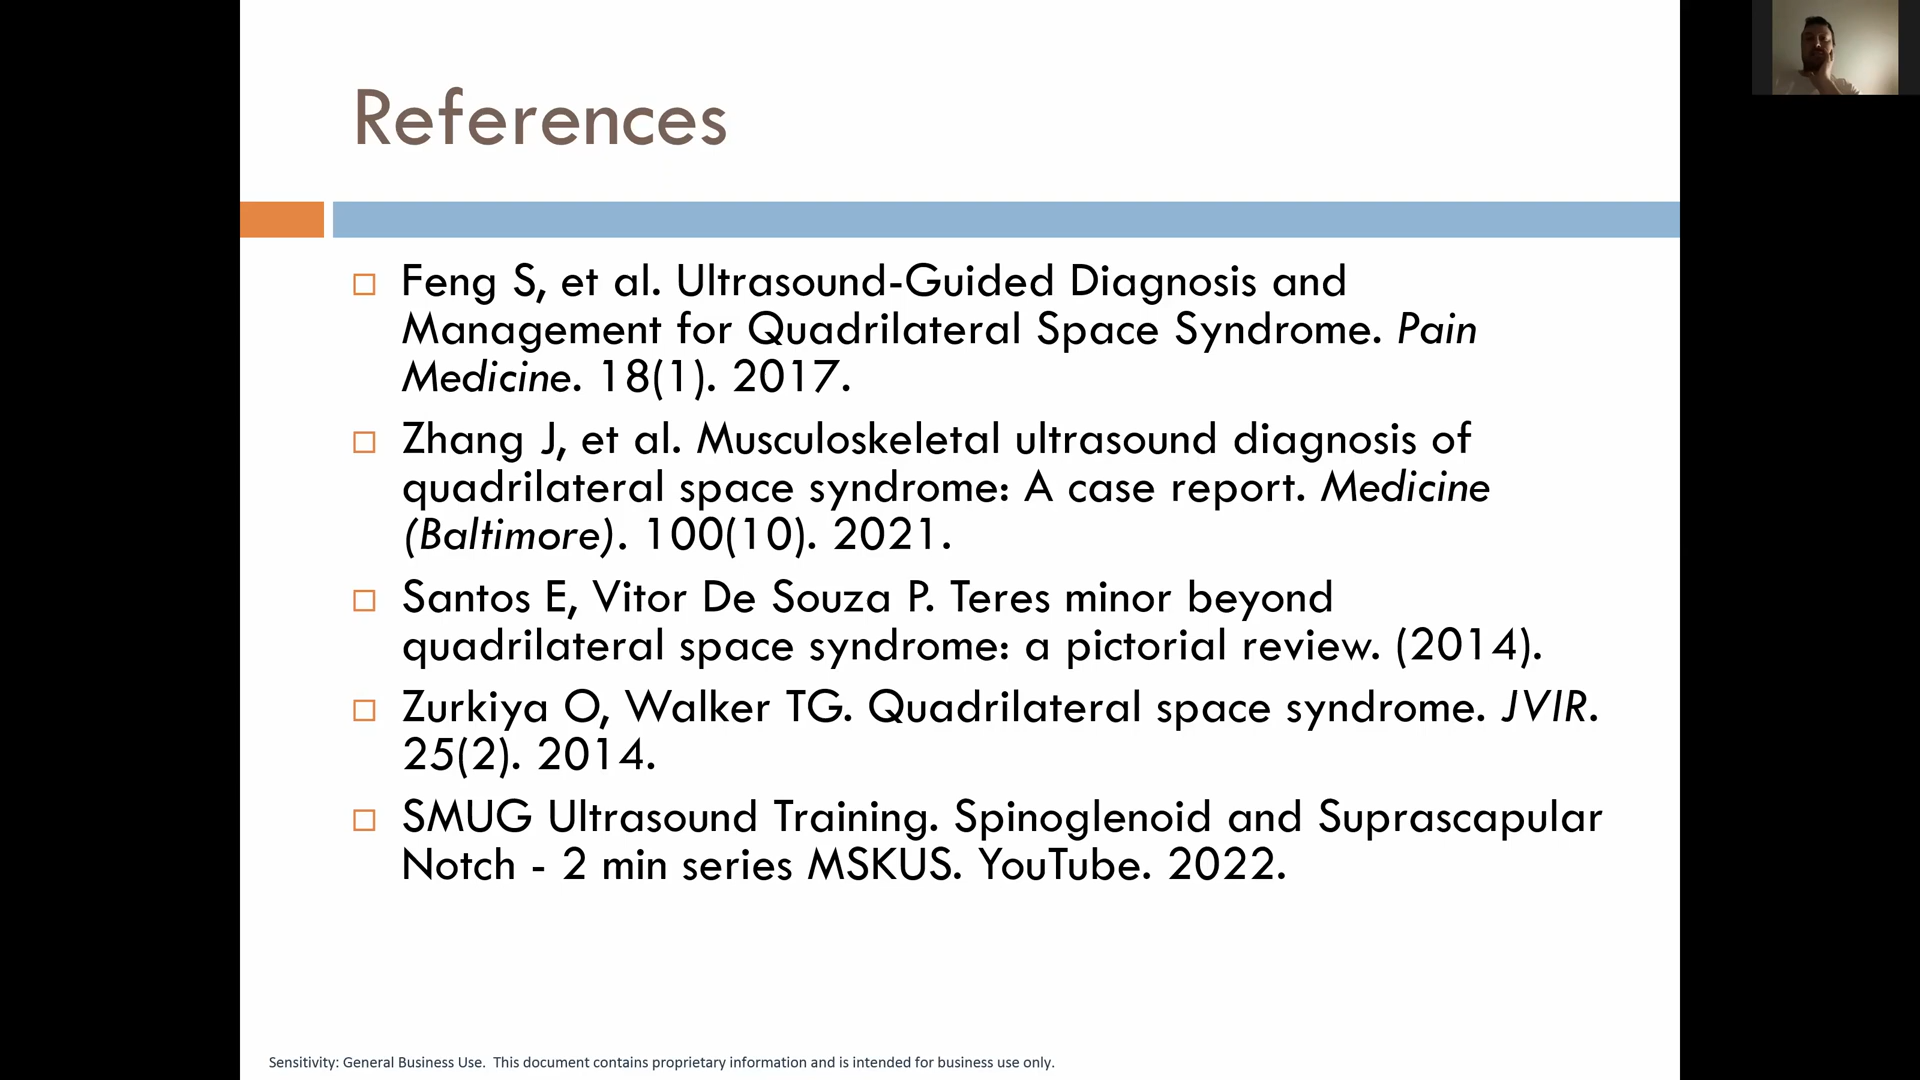 References
Feng S, et al. Ultrasound-Guided Diagnosis and
Management for Quadrilateral Space Syndrome. Pain
Medicine. 18(1). 2017.
Zhang J, et al. Musculoskeletal ultrasound diagnosis of
quadrilateral space syndrome: A case report. Medicine
(Baltimore). 100(10). 2021.
Santos E, Vitor De Souza P. Teres minor beyond
quadrilateral space syndrome: a pictorial review. (2014).
Zurkiya O, Walker TG. Quadrilateral space syndrome. JVIR.
25(2). 2014.
SMUG Ultrasound Training. Spinoglenoid and Suprascapular
Notch - 2 min series MSKUS. YouTube. 2022.
Sensitivity: General Business Use. This document contains proprietary information and is intended for business use only.